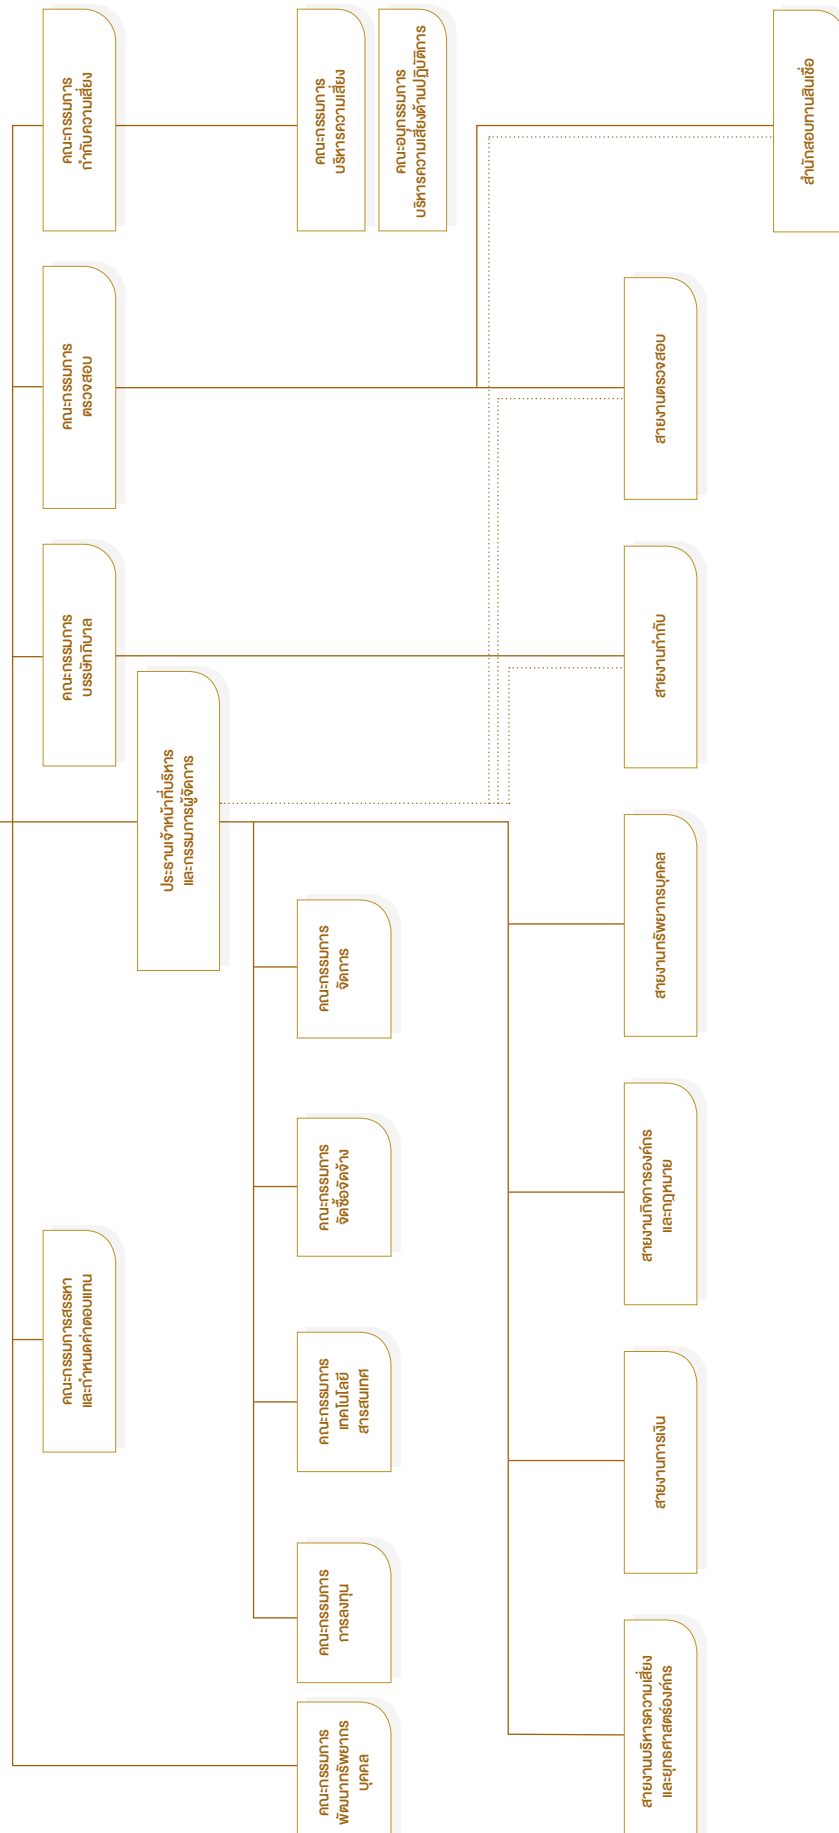 คณะกรรมการ
กำกับความเสี่ยง
คณะกรรมการ
บริหารความเสี่ยง
คณะอนุกรรมการ
บริหารความเสี่ยงด้านปฏิบัติการ
สำนักสอบทานสินเชื่อ
คณะกรรมการ
ตรวจสอบ
สายงานตรวจสอบ
คณะกรรมการ
บรรษัทภิบาล
สายงานกำกับ
ประธานเจ้าหน้าที่บริหาร
และกรรมการผู้จัดการ
สายงานทรัพยากรบุคคล
คณะกรรมการ
จัดการ
คณะกรรมการ
จัดซื้อจัดจ้าง
สายงานกิจการองค์กร
และกฎหมาย
คณะกรรมการสรรหา
และกำหนดค่าตอบแทน
คณะกรรมการ
เทคโนโลยี
สารสนเทศ
สายงานการเงิน
คณะกรรมการ
การลงทุน
สายงานบริหารความเสี่ยง
และยุทธศาสตร์องค์กร
คณะกรรมการ
พัฒนาทรัพยากร
บุคคล